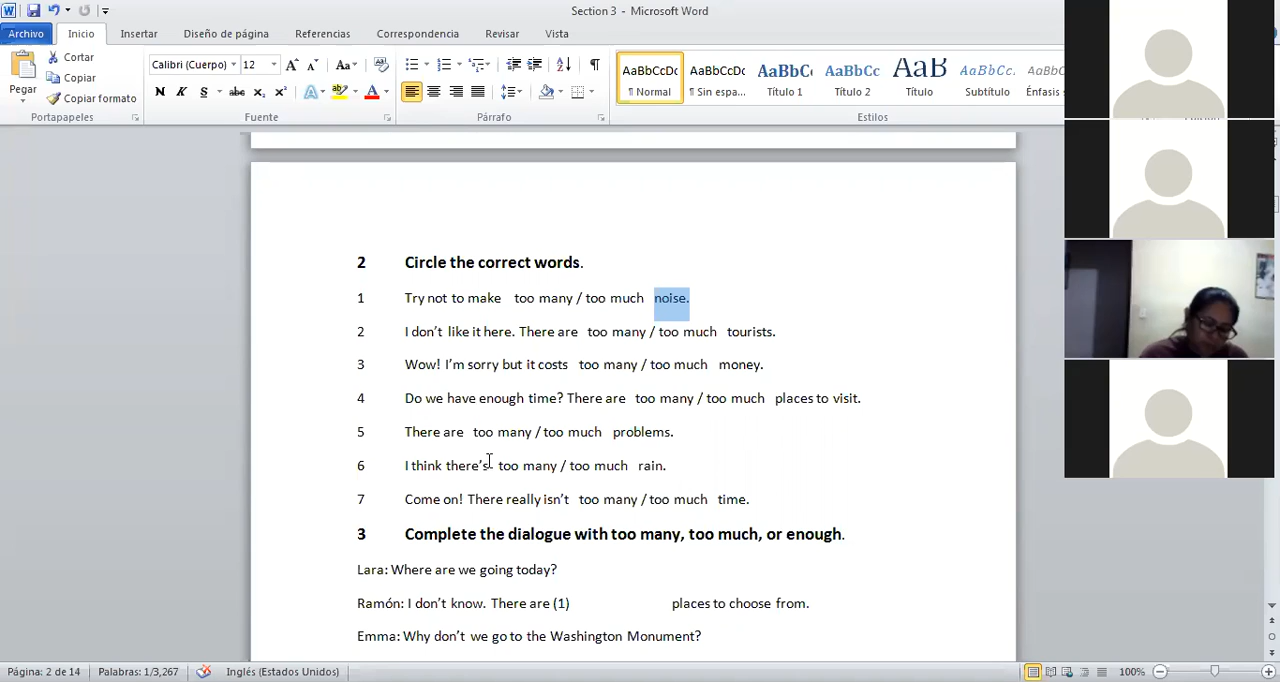 Section 3 - Microsoft Word
Archivo Inicio Insertar Diseño de página Referencias Correspondencia Revisar Vista
Cortar
Copiar
Copiar formato
Pegar
Portapapeles
Calibri (Cuerpo) 12
N K S abc x₂ x²
Fuente
Párrafo
AaBbCcDc AaBbCcDc AaBbC AaBbCc AaB AaBbCcD AaBbC
¶ Normal ¶ Sin espa... Título 1 Título 2 Título Subtítulo Énfasis
Estilos
2 Circle the correct words.
1 Try not to make too many / too much noise.
2 I don't like it here. There are too many / too much tourists.
3 Wow! I'm sorry but it costs too many / too much money.
4 Do we have enough time? There are too many / too much places to visit.
5 There are too many / too much problems.
6 I think there's too many / too much rain.
7 Come on! There really isn't too many / too much time.
3 Complete the dialogue with too many, too much, or enough.
Lara: Where are we going today?
Ramón: I don't know. There are (1) places to choose from.
Emma: Why don't we go to the Washington Monument?
Página: 2 de 14 Palabras: 1/3,267 Inglés (Estados Unidos) 100%